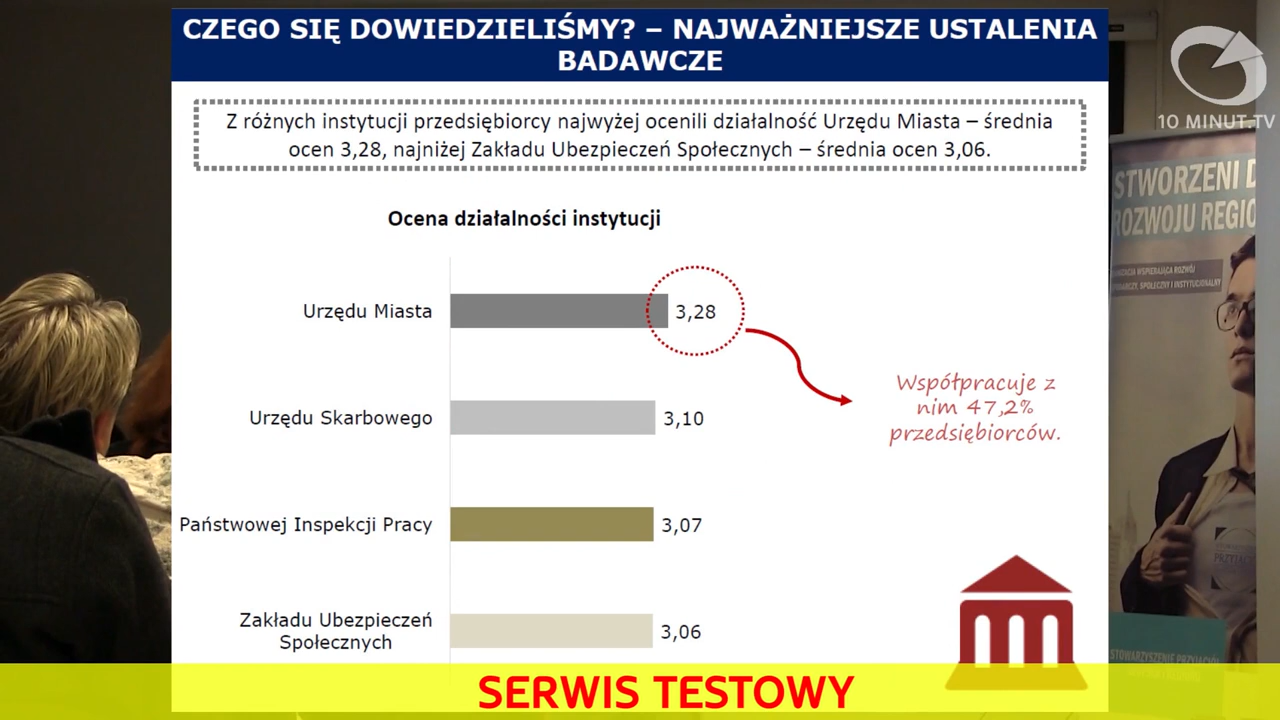 CZEGO SIĘ DOWIEDZIELIŚMY? – NAJWAŻNIEJSZE USTALENIA
BADAWCZE
10 MINUT.TV
Z różnych instytucji przedsiębiorcy najwyżej ocenili działalność Urzędu Miasta – średnia
ocen 3,28, najniżej Zakładu Ubezpieczeń Społecznych – średnia ocen 3,06.
STWORZENI D
ROZWOJU REGIO
Ocena działalności instytucji
Urzędu Miasta 3,28
Współpracuje z
nim 47,2%
przedsiębiorców.
Urzędu Skarbowego 3,10
Państwowej Inspekcji Pracy 3,07
Zakładu Ubezpieczeń
Społecznych 3,06
SERWIS TESTOWY